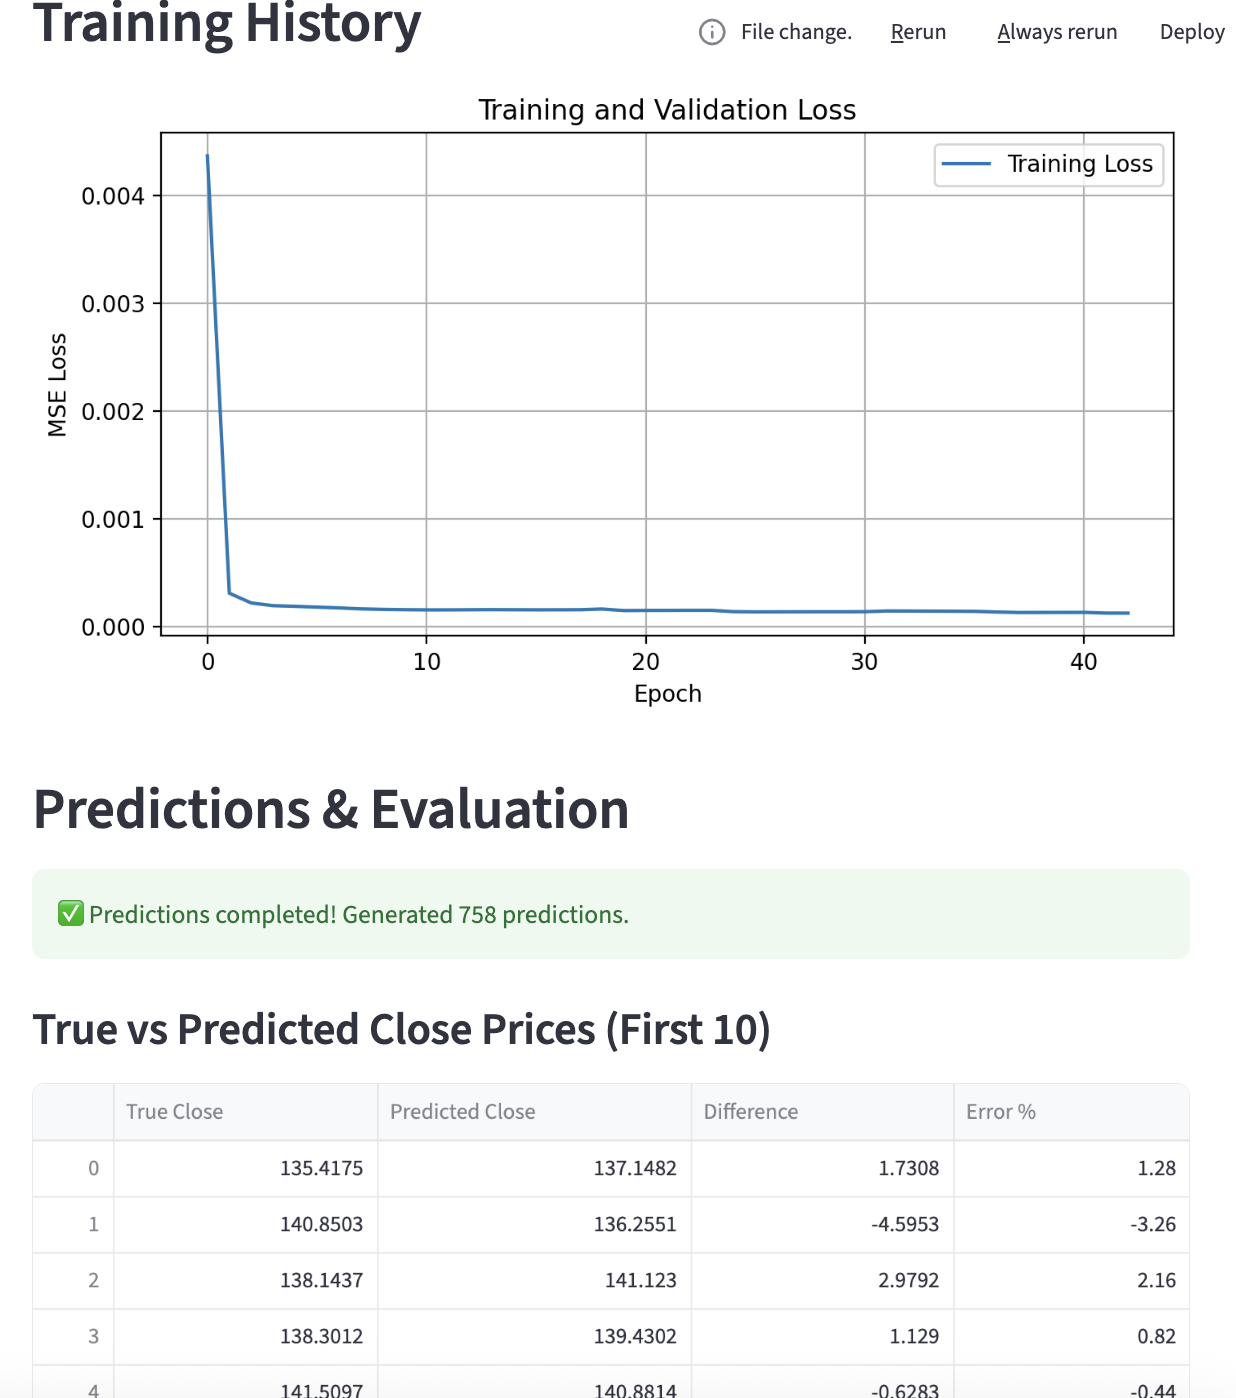 Training History
File change. Rerun Always rerun Deploy
Training and Validation Loss
Training Loss
0.004
0.003
0.002
0.001
0.000
MSE Loss
0 10 20 30 40
Epoch
Predictions & Evaluation
✅ Predictions completed! Generated 758 predictions.
True vs Predicted Close Prices (First 10)
True Close Predicted Close Difference Error %
0 135.4175 137.1482 1.7308 1.28
1 140.8503 136.2551 -4.5953 -3.26
2 138.1437 141.123 2.9792 2.16
3 138.3012 139.4302 1.129 0.82
4 141.5097 140.8814 -0.6283 -0.44